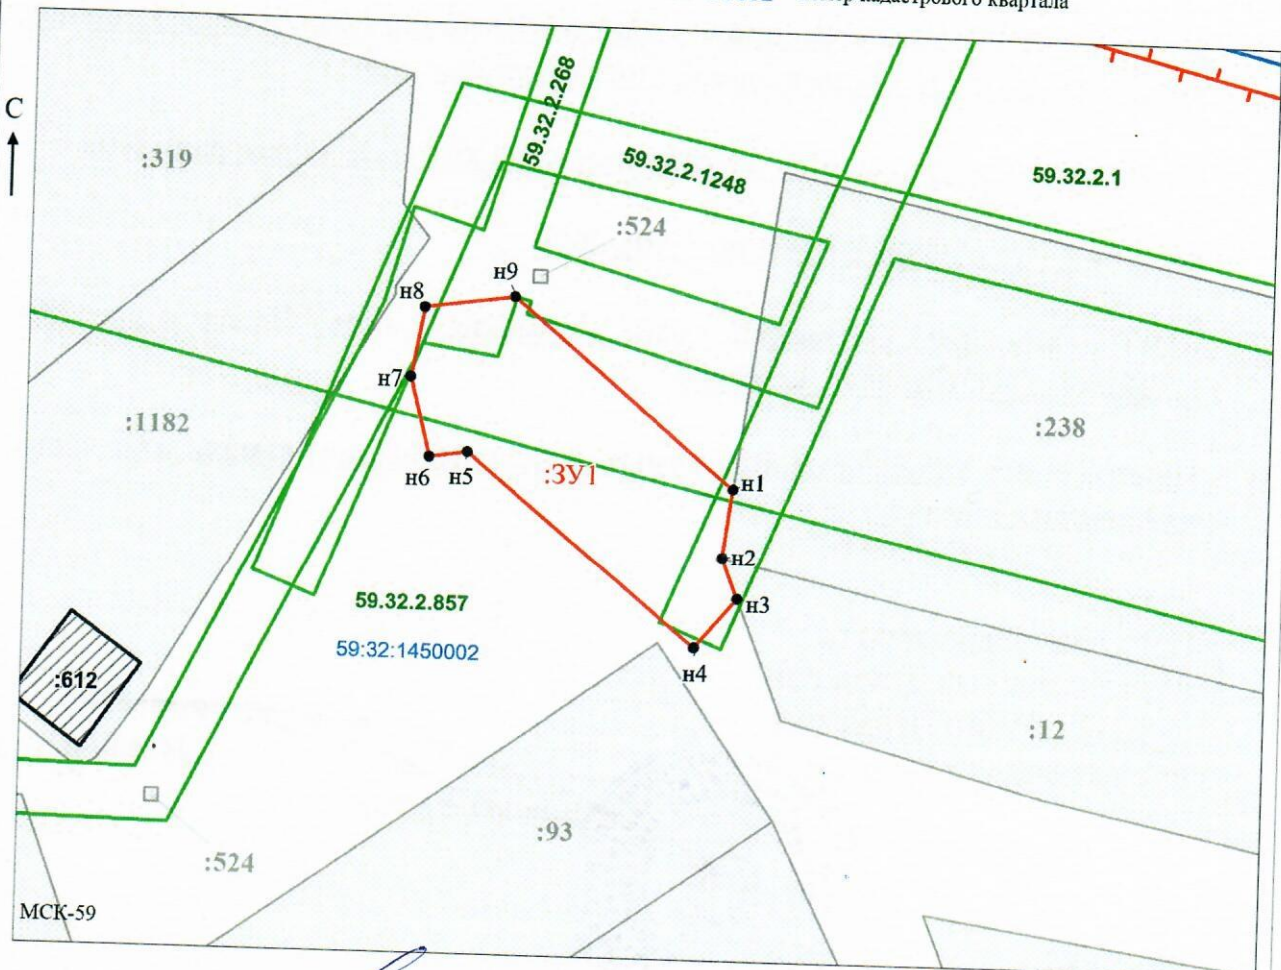 номер кадастрового квартала
С
59.32.2.268
:319
59.32.2.1248
59.32.2.1
:524
н9
н8
н7
:1182
:238
н6
н5
:ЗУ1
н1
н2
59.32.2.857
н3
59:32:1450002
н4
:612
:12
:93
:524
МСК-59